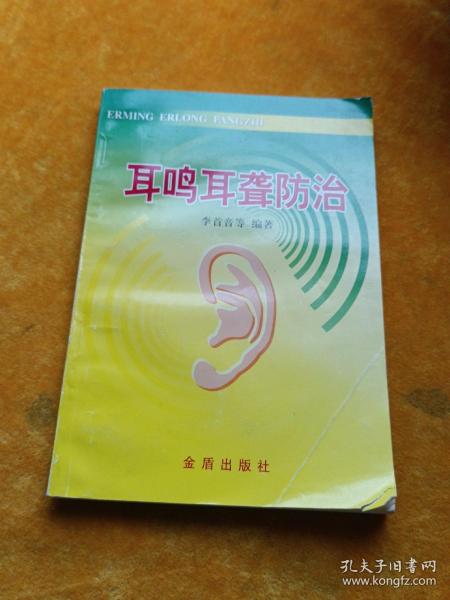 ERMING ERLONG FANGZHI
耳鸣耳聋防治
李首音等 编著
金盾出版社
孔夫子旧书网
www.kongfz.com